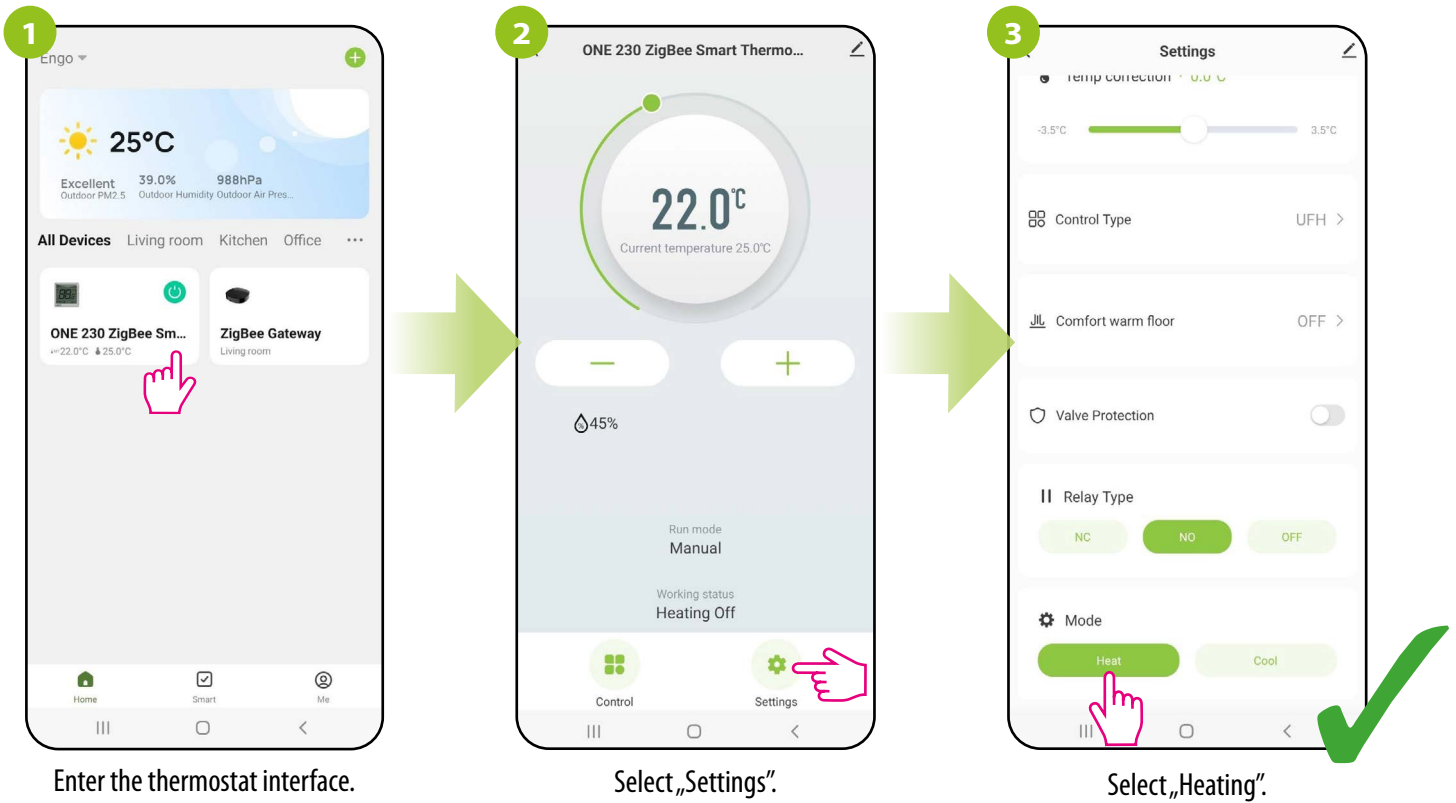 1
Engo
25°C
Excellent 39.0% 988hPa
Outdoor PM2.5 Outdoor Humidity Outdoor Air Pres...
All Devices Living room Kitchen Office ...
ONE 230 ZigBee Sm... ZigBee Gateway
22.0°C 25.0°C Living room
Home Smart Me
Enter the thermostat interface.
2
ONE 230 ZigBee Smart Thermo...
22.0°C
Current temperature 25.0°C
45%
Run mode
Manual
Working status
Heating Off
Control Settings
Select „Settings”.
3
Settings
Temp correction · 0.0°C
-3.5°C 3.5°C
Control Type UFH
Comfort warm floor OFF
Valve Protection
Relay Type
NC NO OFF
Mode
Heat Cool
Select „Heating”.